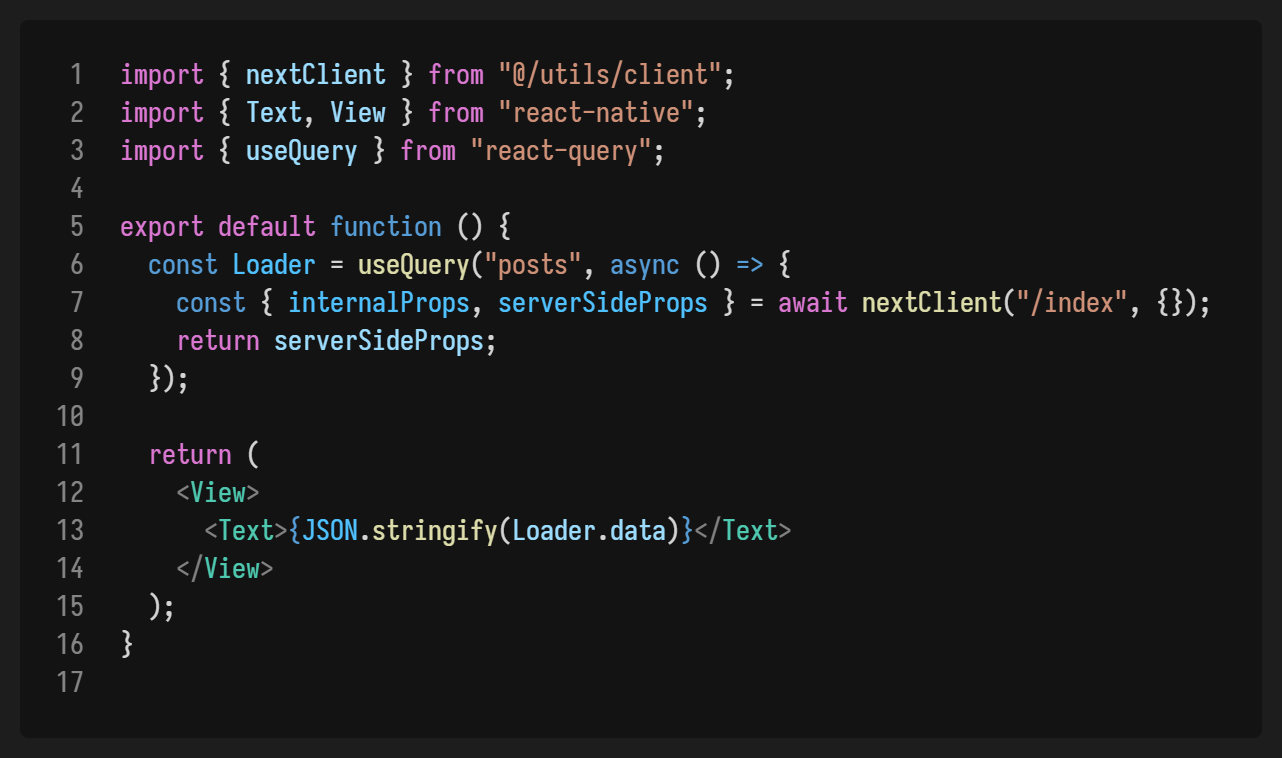 1 import { nextClient } from "@/utils/client";
2 import { Text, View } from "react-native";
3 import { useQuery } from "react-query";
4
5 export default function () {
6   const Loader = useQuery("posts", async () => {
7     const { internalProps, serverSideProps } = await nextClient("/index", {});
8     return serverSideProps;
9   });
10
11   return (
12     <View>
13       <Text>{JSON.stringify(Loader.data)}</Text>
14     </View>
15   );
16 }
17